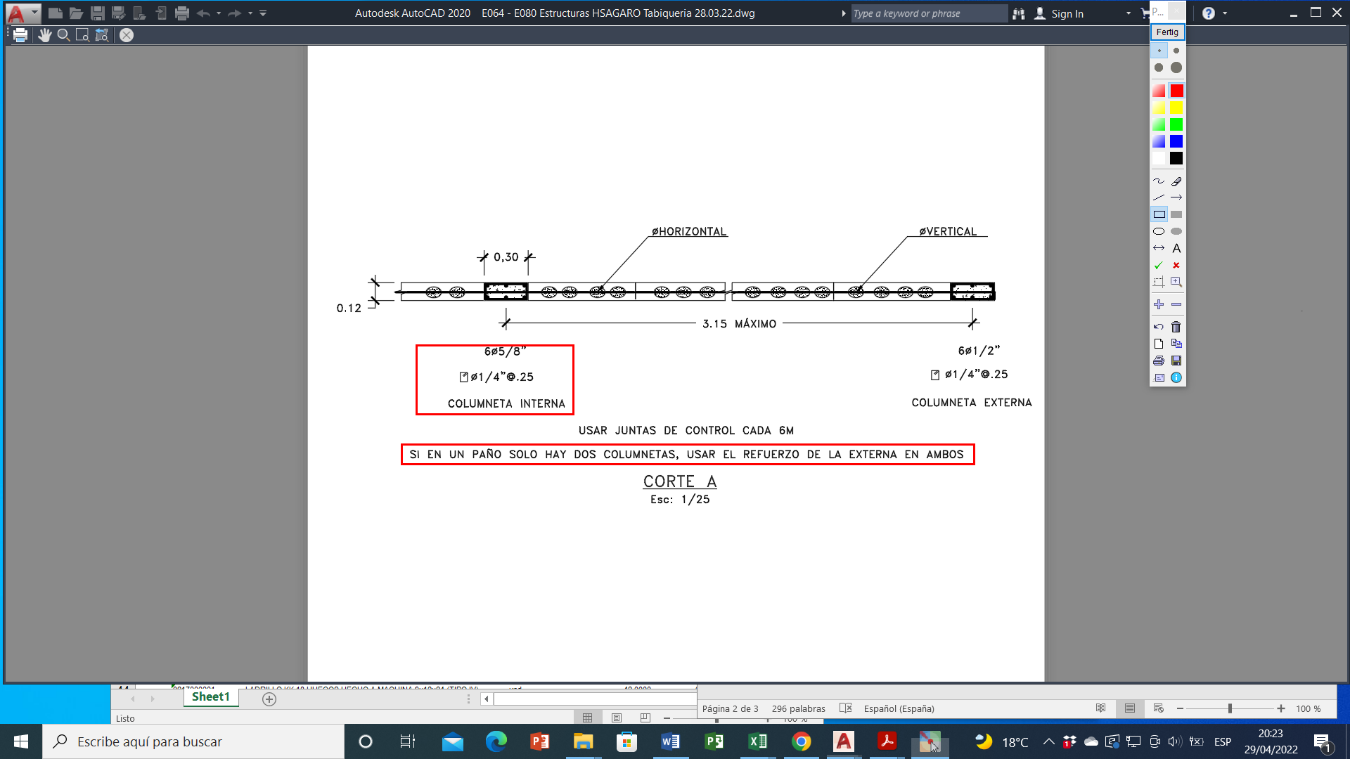 Autodesk AutoCAD 2020 E064 - E080 Estructuras HSAGARO Tabiqueria 28.03.22.dwg
Type a keyword or phrase
Sign In
P...
Fertig
øHORIZONTAL
øVERTICAL
0,30
0.12
3.15 MÁXIMO
6ø5/8"
6ø1/2"
ø1/4"@.25
ø1/4"@.25
COLUMNETA INTERNA
COLUMNETA EXTERNA
USAR JUNTAS DE CONTROL CADA 6M
SI EN UN PAÑO SOLO HAY DOS COLUMNETAS, USAR EL REFUERZO DE LA EXTERNA EN AMBOS
CORTE A
Esc: 1/25
Sheet1
Listo
100 %
Página 2 de 3 296 palabras Español (España) 100 %
Escribe aquí para buscar
18°C
ESP
20:23
29/04/2022
1